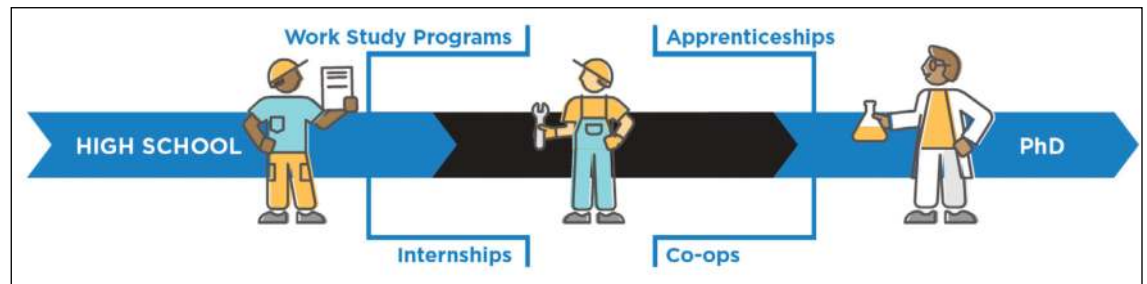 Work Study Programs
Apprenticeships
HIGH SCHOOL
PhD
Internships
Co-ops